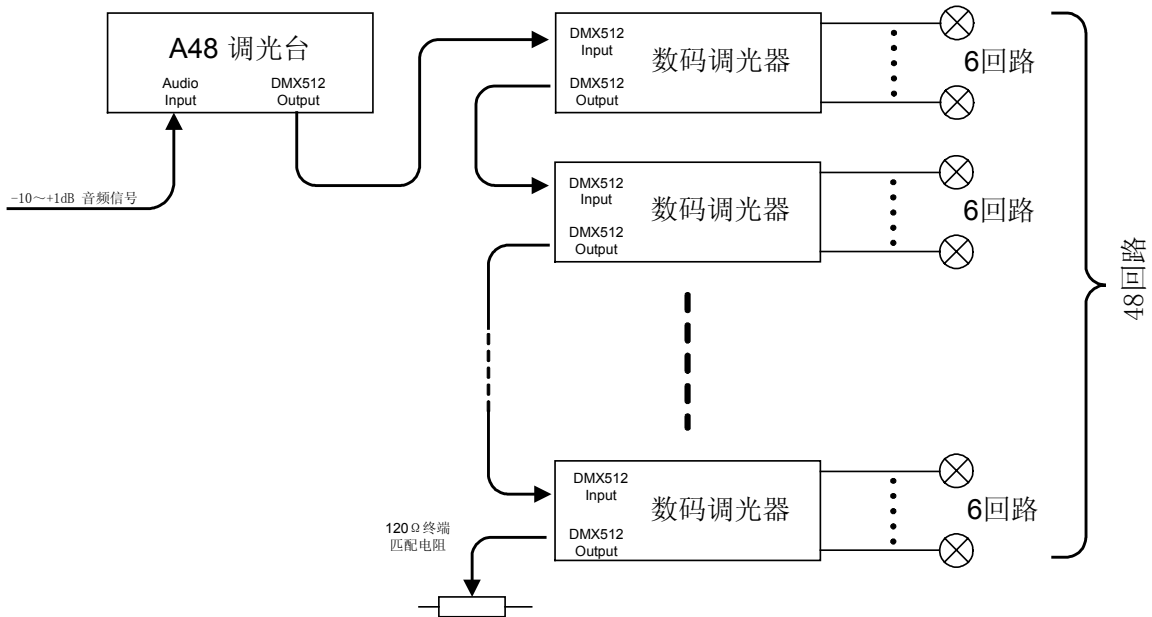 A48 调光台
Audio
Input
DMX512
Output
-10～+1dB 音频信号
DMX512
Input
DMX512
Output
数码调光器
6回路
DMX512
Input
DMX512
Output
数码调光器
6回路
48回路
DMX512
Input
DMX512
Output
数码调光器
6回路
120Ω终端
匹配电阻